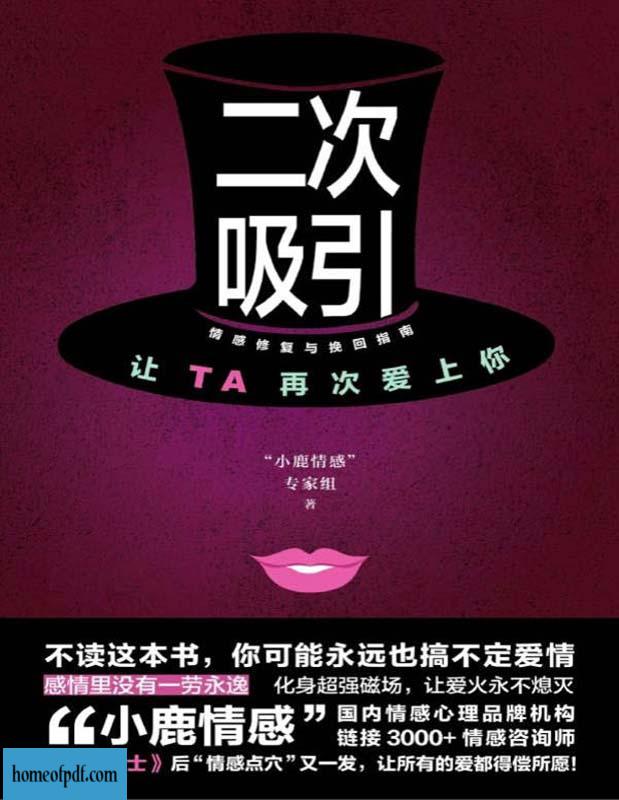 二次
吸引
情感修复与挽回指南
让TA再次爱上你
“小鹿情感”
专家组
著
不读这本书，你可能永远也搞不定爱情
感情里没有一劳永逸 化身超强磁场，让爱火永不熄灭
“小鹿情感” 国内情感心理品牌机构
链接 3000+ 情感咨询师
士》后“情感点穴”又一发，让所有的爱都得偿所愿！
homeofpdf.com